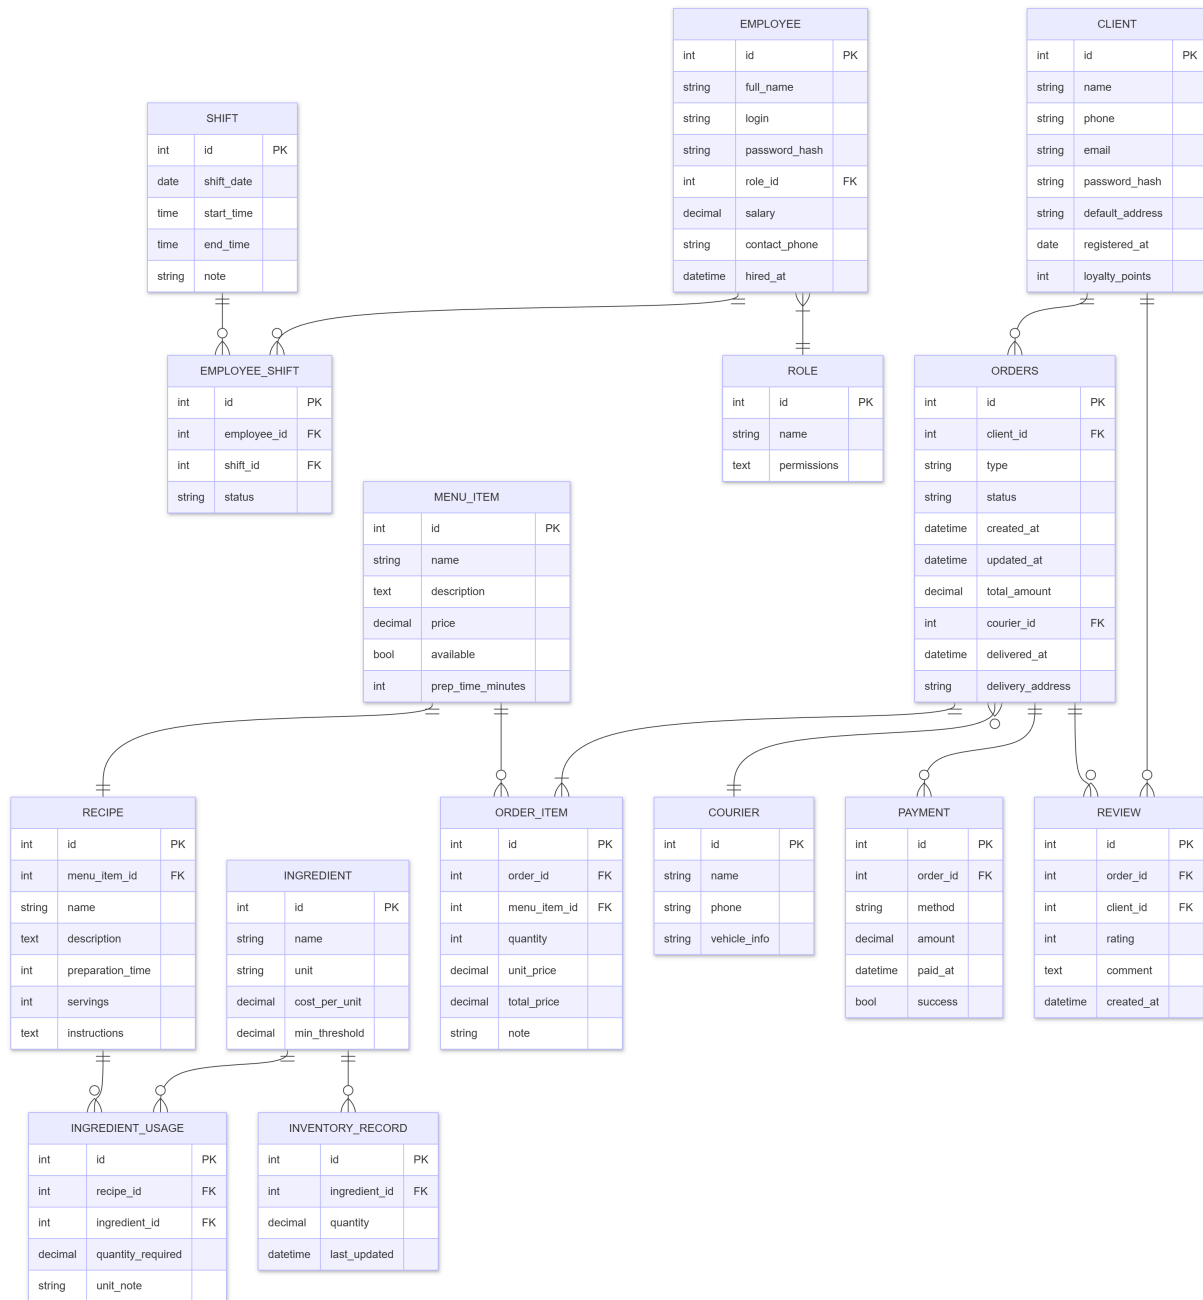 EMPLOYEE
int id PK
string full_name
string login
string password_hash
int role_id FK
decimal salary
string contact_phone
datetime hired_at
CLIENT
int id PK
string name
string phone
string email
string password_hash
string default_address
date registered_at
int loyalty_points
SHIFT
int id PK
date shift_date
time start_time
time end_time
string note
EMPLOYEE_SHIFT
int id PK
int employee_id FK
int shift_id FK
string status
ROLE
int id PK
string name
text permissions
ORDERS
int id PK
int client_id FK
string type
string status
datetime created_at
datetime updated_at
decimal total_amount
int courier_id FK
datetime delivered_at
string delivery_address
MENU_ITEM
int id PK
string name
text description
decimal price
bool available
int prep_time_minutes
RECIPE
int id PK
int menu_item_id FK
string name
text description
int preparation_time
int servings
text instructions
INGREDIENT
int id PK
string name
string unit
decimal cost_per_unit
decimal min_threshold
ORDER_ITEM
int id PK
int order_id FK
int menu_item_id FK
int quantity
decimal unit_price
decimal total_price
string note
COURIER
int id PK
string name
string phone
string vehicle_info
PAYMENT
int id PK
int order_id FK
string method
decimal amount
datetime paid_at
bool success
REVIEW
int id PK
int order_id FK
int client_id FK
int rating
text comment
datetime created_at
INGREDIENT_USAGE
int id PK
int recipe_id FK
int ingredient_id FK
decimal quantity_required
string unit_note
INVENTORY_RECORD
int id PK
int ingredient_id FK
decimal quantity
datetime last_updated